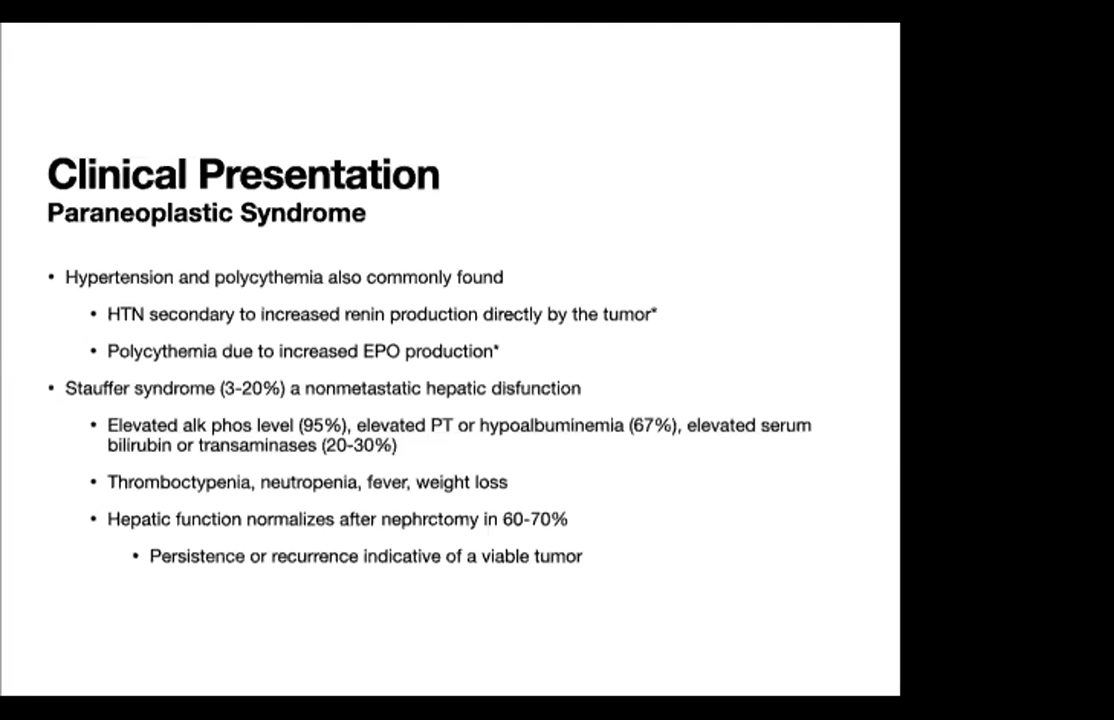 Clinical Presentation
Paraneoplastic Syndrome
• Hypertension and polycythemia also commonly found
• HTN secondary to increased renin production directly by the tumor*
• Polycythemia due to increased EPO production*
• Stauffer syndrome (3-20%) a nonmetastatic hepatic disfunction
• Elevated alk phos level (95%), elevated PT or hypoalbuminemia (67%), elevated serum
bilirubin or transaminases (20-30%)
• Thromboctypenia, neutropenia, fever, weight loss
• Hepatic function normalizes after nephrctomy in 60-70%
• Persistence or recurrence indicative of a viable tumor